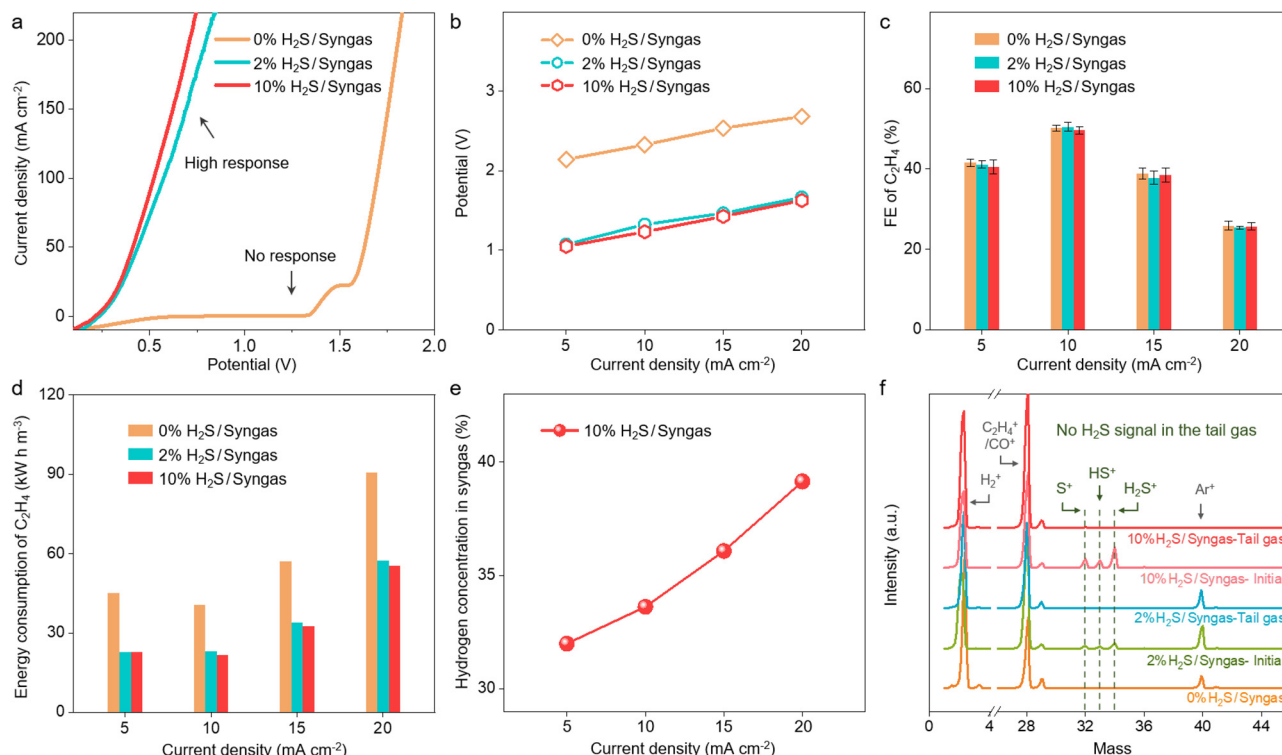 a
Current density (mA cm⁻²)
200
150
100
50
0
0% H₂S/Syngas
2% H₂S/Syngas
10% H₂S/Syngas
High response
No response
0.5
1.0
1.5
2.0
Potential (V)
b
Potential (V)
3
2
1
0
0% H₂S/Syngas
2% H₂S/Syngas
10% H₂S/Syngas
5
10
15
20
Current density (mA cm⁻²)
c
FE of C₂H₄ (%)
60
40
20
0
0% H₂S/Syngas
2% H₂S/Syngas
10% H₂S/Syngas
5
10
15
20
Current density (mA cm⁻²)
d
Energy consumption of C₂H₄ (kW h m⁻³)
120
90
60
30
0
0% H₂S/Syngas
2% H₂S/Syngas
10% H₂S/Syngas
5
10
15
20
Current density (mA cm⁻²)
e
Hydrogen concentration in syngas (%)
41
39
35
33
29
10% H₂S/Syngas
5
10
15
20
Current density (mA cm⁻²)
f
Intensity (a.u.)
C₂H₄⁺
/CO⁺
H₂⁺
No H₂S signal in the tail gas
S⁺
HS⁺
H₂S⁺
Ar⁺
10%H₂S/Syngas-Tail gas
10%H₂S/Syngas- Initial
2%H₂S/Syngas-Tail gas
2%H₂S/Syngas- Initial
0%H₂S/Syngas
0
4
28
32
36
40
44
Mass